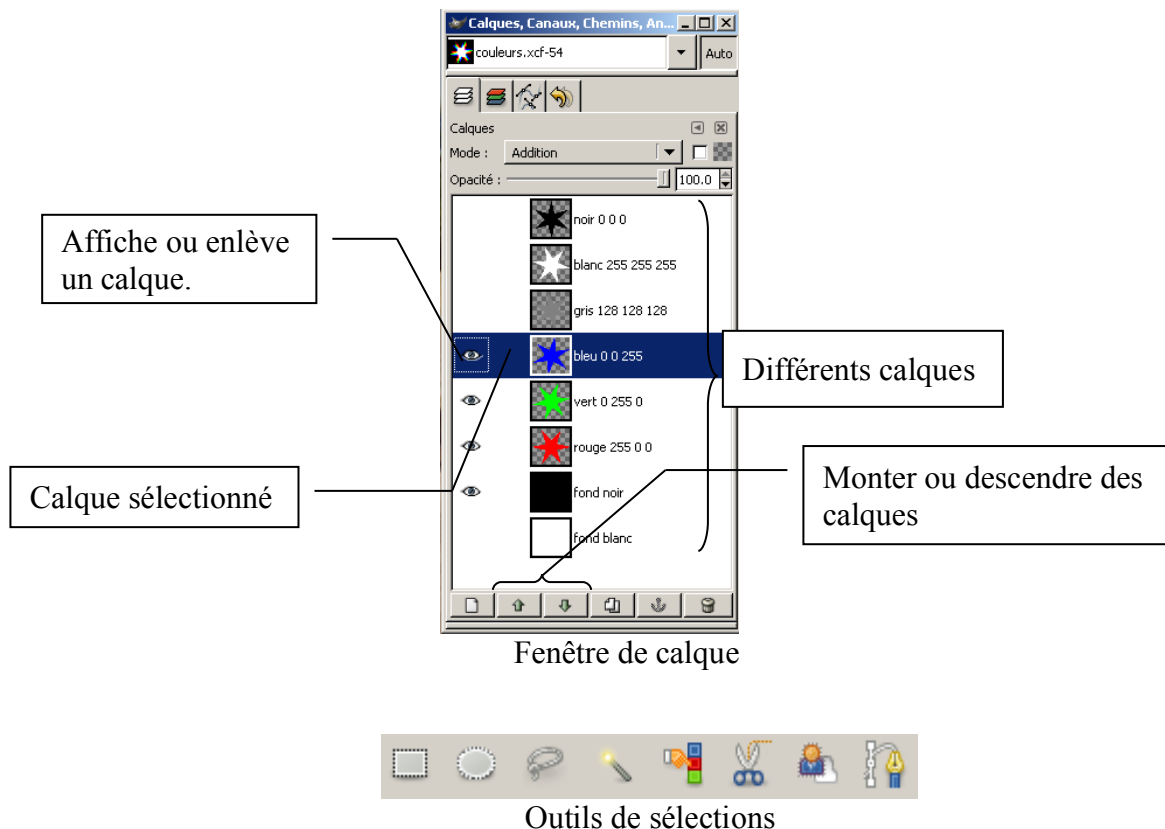 Calques, Canaux, Chemins, An...
couleurs.xcf-54
Auto
Calques
Mode :
Addition
Opacité :
100.0
noir 0 0 0
Affiche ou enlève
un calque.
blanc 255 255 255
gris 128 128 128
bleu 0 0 255
Différents calques
vert 0 255 0
rouge 255 0 0
Calque sélectionné
Monter ou descendre des
calques
fond noir
fond blanc
Fenêtre de calque
Outils de sélections